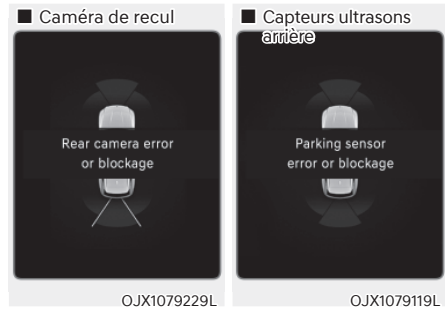 ■ Caméra de recul
Rear camera error
or blockage
OJX1079229L
■ Capteurs ultrasons
arrière
Parking sensor
error or blockage
OJX1079119L